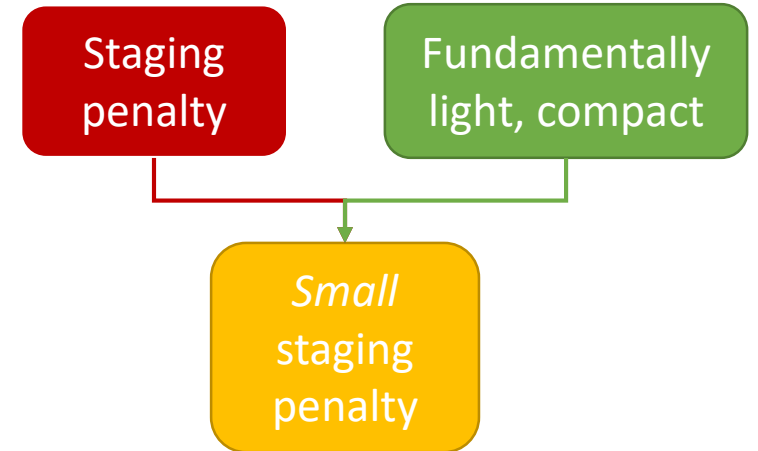 Staging
penalty
Fundamentally
light, compact
Small
staging
penalty